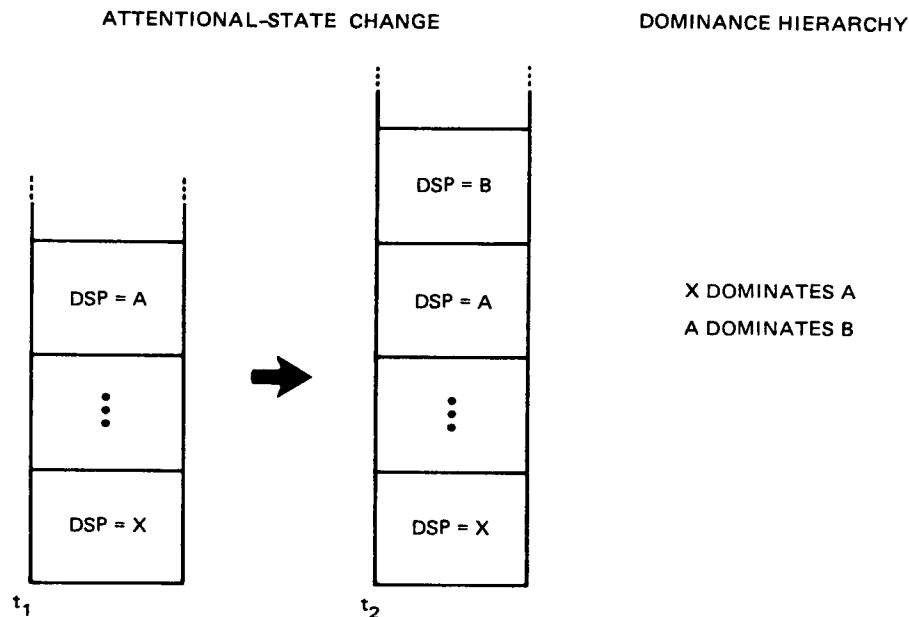 ATTENTIONAL-STATE CHANGE
DOMINANCE HIERARCHY
DSP = A
DSP = X
t1
DSP = B
DSP = A
DSP = X
t2
X DOMINATES A
A DOMINATES B